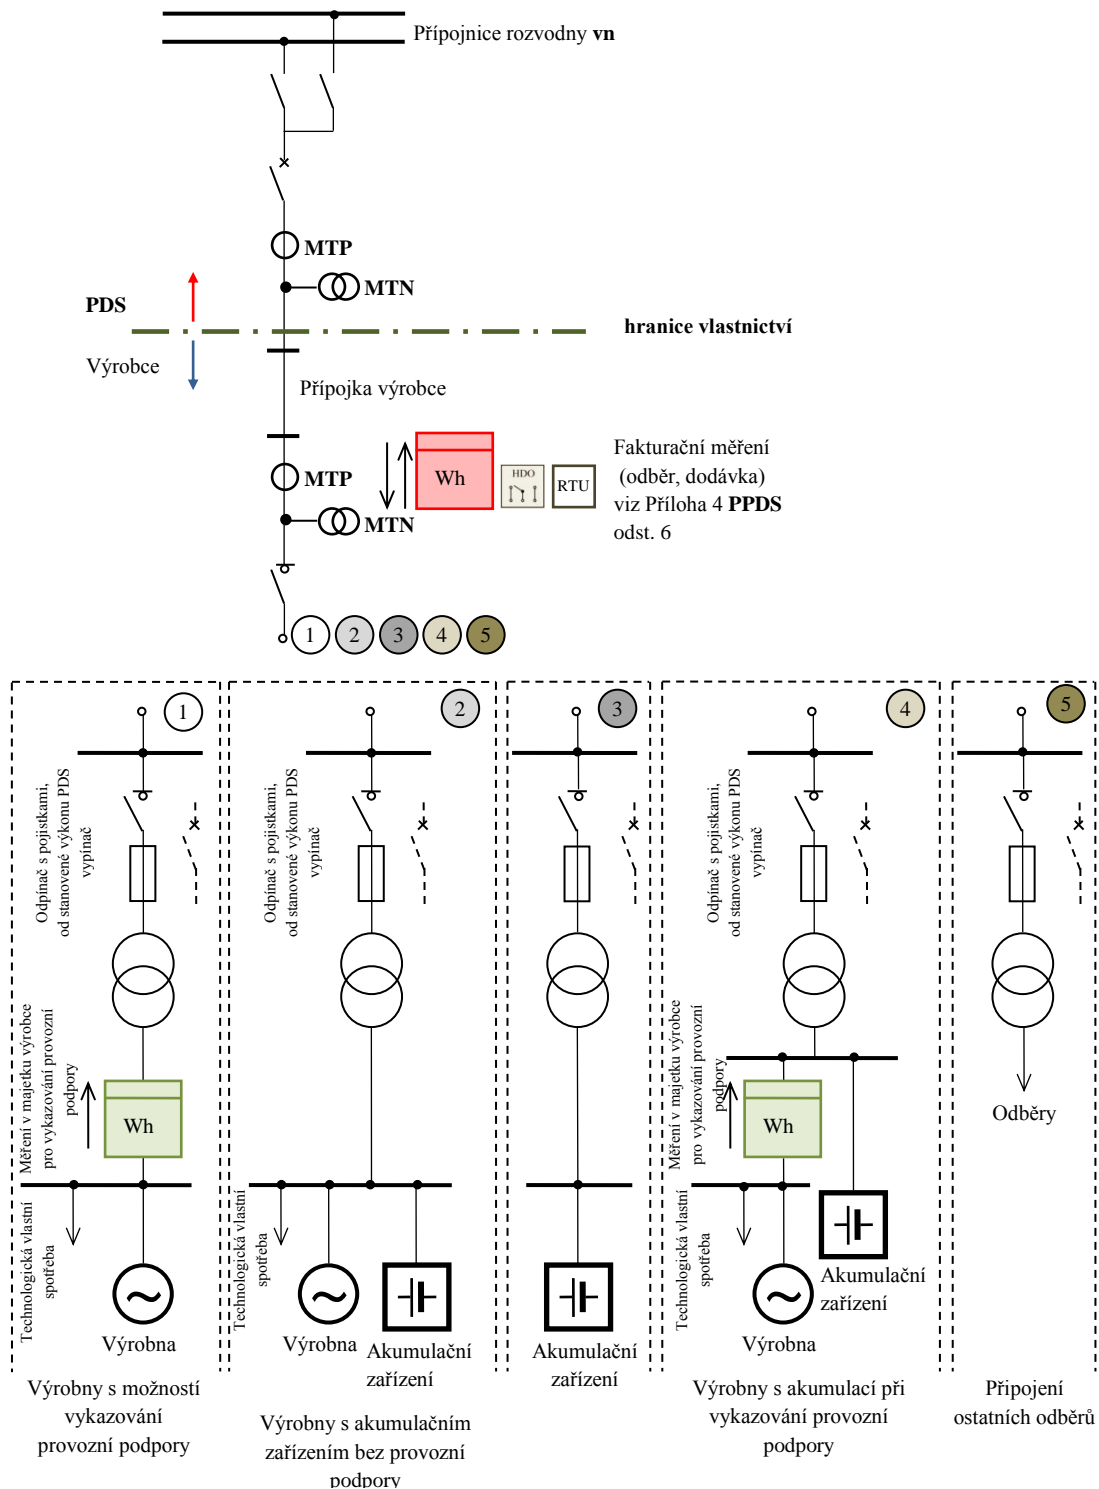 Přípojnice rozvodny vn
MTP
MTN
PDS
hranice vlastnictví
Výrobce
Přípojka výrobce
Fakturační měření
(odběr, dodávka)
viz Příloha 4 PPDS
odst. 6
Wh
HDO
RTU
MTP
MTN
1
2
3
4
5
1
Odpínač s pojistkami,
od stanovené výkonu PDS
vypínač
Měření v majetku výrobce
pro vykazování provozní
podpory
Wh
Technologická vlastní
spotřeba
Výrobna
Výrobny s možností
vykazování
provozní podpory
2
Odpínač s pojistkami,
od stanovené výkonu PDS
vypínač
Technologická vlastní
spotřeba
Výrobna
Akumulační
zařízení
Výrobny s akumulačním
zařízením bez provozní
podpory
3
Akumulační
zařízení
4
Odpínač s pojistkami,
od stanovené výkonu PDS
vypínač
Měření v majetku výrobce
pro vykazování provozní
podpory
Wh
Technologická vlastní
spotřeba
Výrobna
Akumulační
zařízení
Výrobny s akumulací při
vykazování provozní
podpory
5
Odběry
Připojení
ostatních odběrů